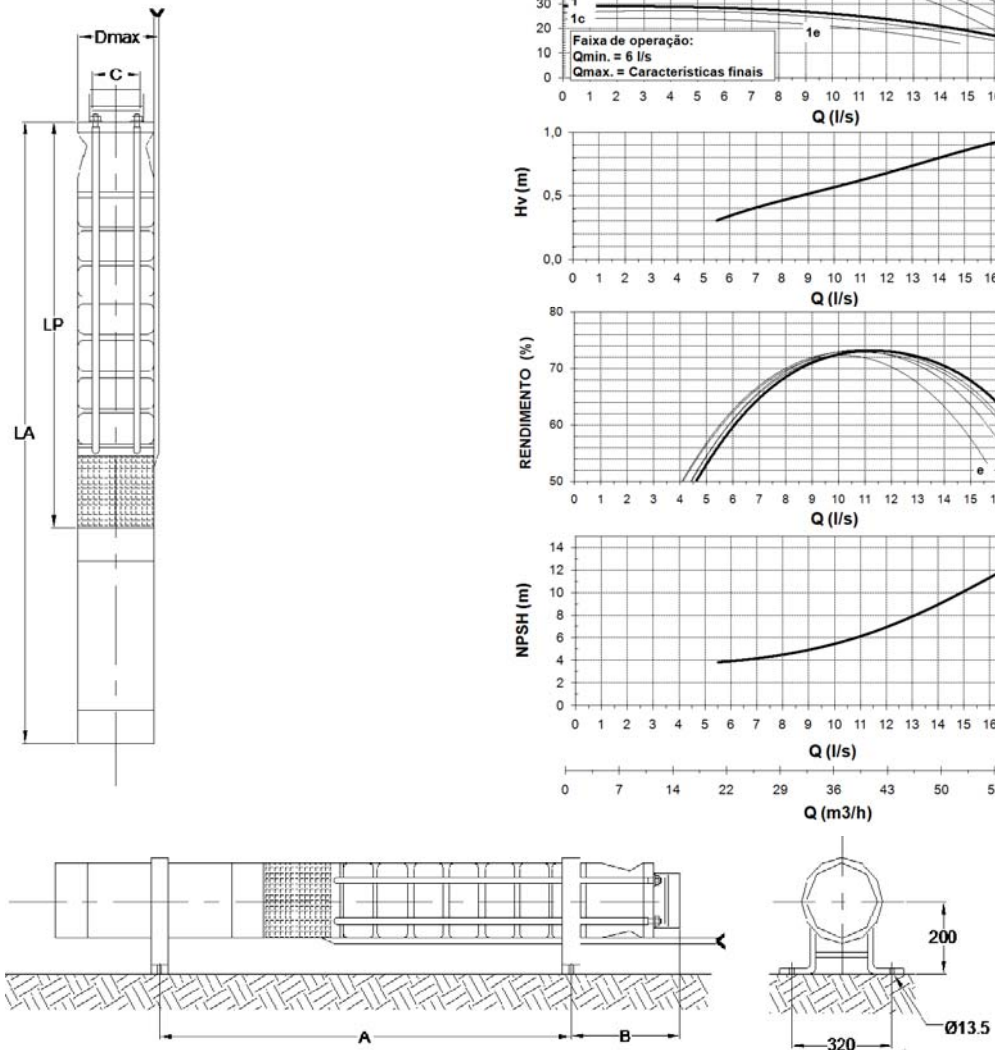 Dmax
C
LP
LA
30
20
10
0
1
1c
1e
Faixa de operação:
Qmin. = 6 l/s
Qmax. = Características finais
0 1 2 3 4 5 6 7 8 9 10 11 12 13 14 15 16
Q (l/s)
1,0
0,5
0,0
Hv (m)
0 1 2 3 4 5 6 7 8 9 10 11 12 13 14 15 16
Q (l/s)
80
70
60
50
RENDIMENTO (%)
e
0 1 2 3 4 5 6 7 8 9 10 11 12 13 14 15
Q (l/s)
14
12
10
8
6
4
2
0
NPSH (m)
0 1 2 3 4 5 6 7 8 9 10 11 12 13 14 15 16
Q (l/s)
0 7 14 22 29 36 43 50
Q (m3/h)
A
B
200
Ø13.5
320